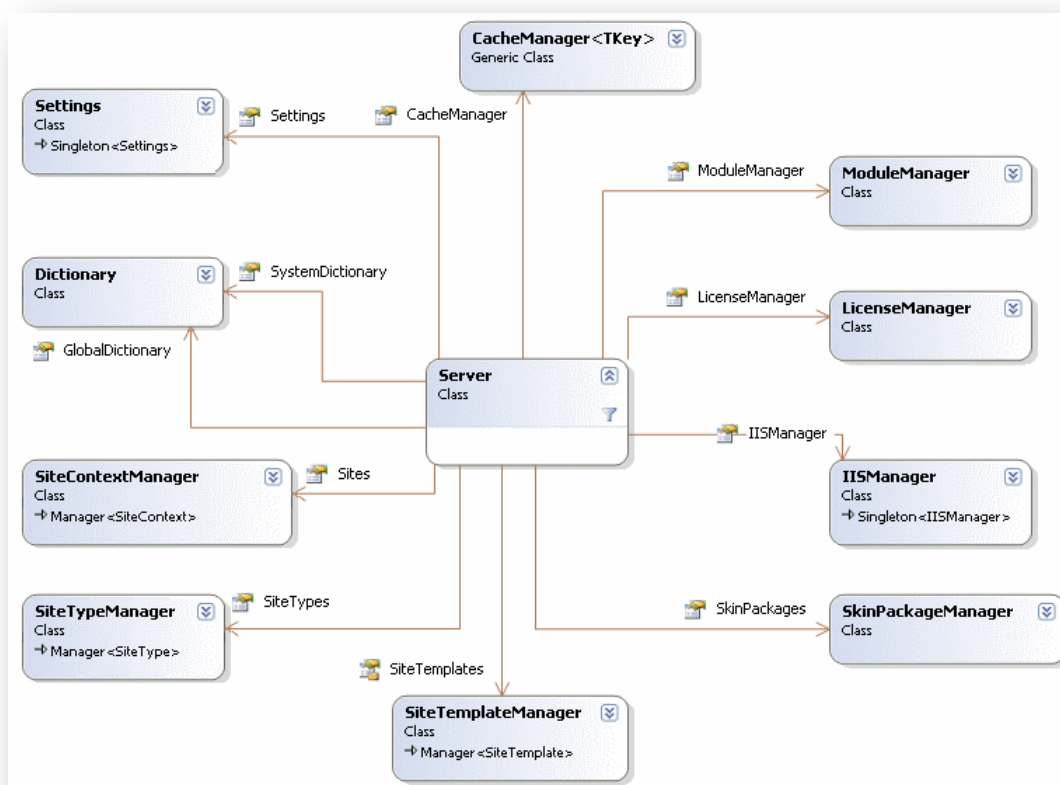 CacheManager<TKey>
Generic Class
Settings
Class
Singleton<Settings>
Settings
CacheManager
ModuleManager
ModuleManager
Class
Dictionary
Class
SystemDictionary
LicenseManager
LicenseManager
Class
GlobalDictionary
Server
Class
IISManager
SiteContextManager
Class
Manager<SiteContext>
Sites
IISManager
Class
Singleton<IISManager>
SiteTypeManager
Class
Manager<SiteType>
SiteTypes
SkinPackages
SkinPackageManager
Class
SiteTemplates
SiteTemplateManager
Class
Manager<SiteTemplate>